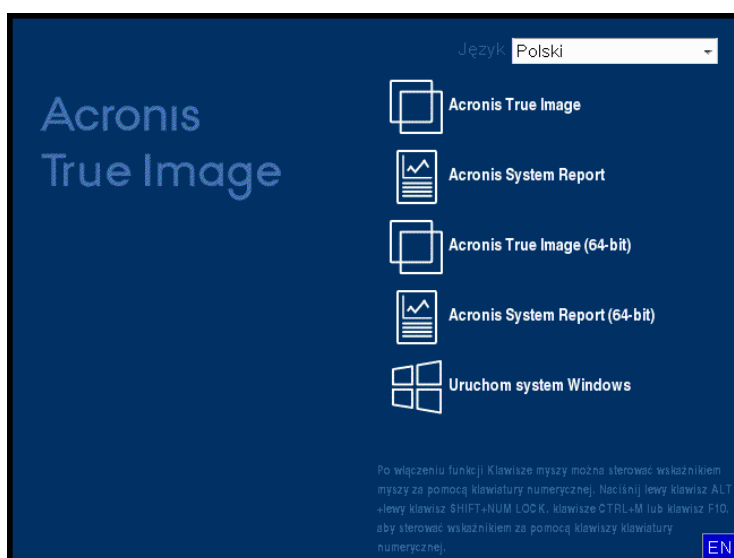 Język Polski
Acronis
True Image
Acronis True Image
Acronis System Report
Acronis True Image (64-bit)
Acronis System Report (64-bit)
Uruchom system Windows
Po włączeniu funkcji Klawisze myszy można sterować wskaźnikiem
myszy za pomocą klawiatury numerycznej. Naciśnij lewy klawisz ALT
+lewy klawisz SHIFT+NUM LOCK, klawisze CTRL+M lub klawisz F10,
aby sterować wskaźnikiem za pomocą klawiszy klawiatury
numerycznej.
EN